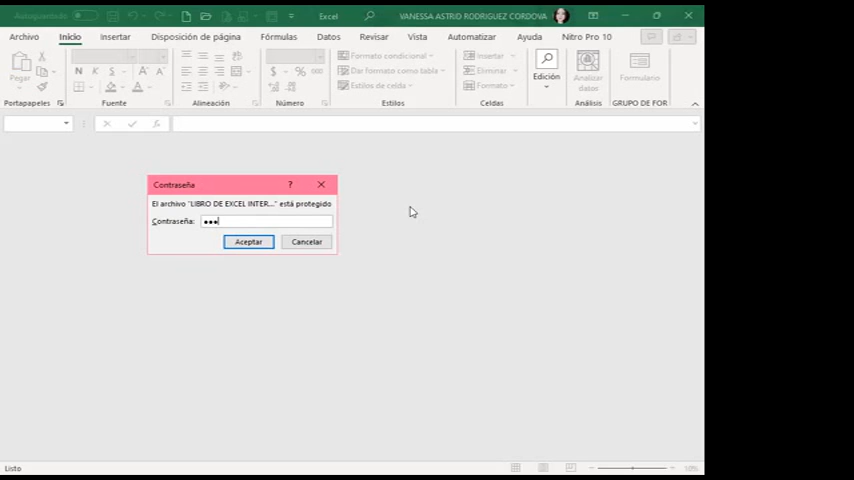 Autoguardado
Excel
VANESSA ASTRID RODRIGUEZ CORDOVA
Archivo Inicio Insertar Disposición de página Fórmulas Datos Revisar Vista Automatizar Ayuda Nitro Pro 10
Pegar
N K S
A A
A
$ % 000
Formato condicional
Dar formato como tabla
Estilos de celda
Insertar
Eliminar
Formato
Edición
Analizar
datos
Formulario
Portapapeles Fuente Alineación Número Estilos Celdas Análisis GRUPO DE FOR
fx
Contraseña ?
El archivo "LIBRO DE EXCEL INTER..." está protegido
Contraseña: •••
Aceptar Cancelar
Listo
10%